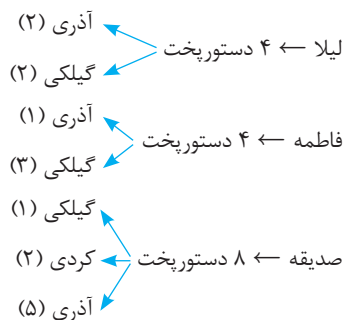 آذری (۲)
لیلا ← ۴ دستورپخت
گیلکی (۲)
آذری (۱)
فاطمه ← ۴ دستورپخت
گیلکی (۳)
گیلکی (۱)
صدیقه ← ۸ دستورپخت
کردی (۲)
آذری (۵)